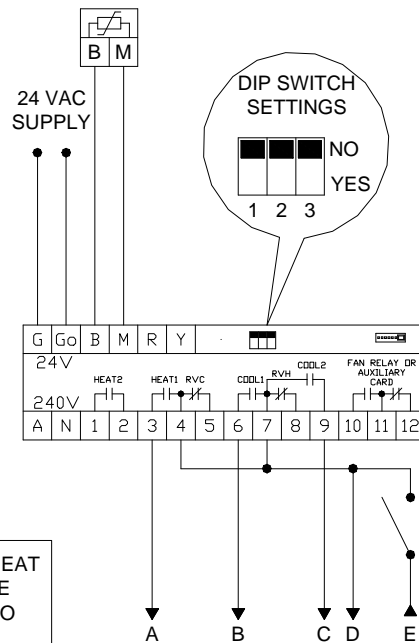 B M
24 VAC
SUPPLY
DIP SWITCH
SETTINGS
NO
YES
1 2 3
G Go B M R Y
24V
HEAT2 HEAT1 RVC COOL1 RVH COOL2 FAN RELAY OR
AUXILIARY
CARD
240V
A N 1 2 3 4 5 6 7 8 9 10 11 12
EAT
E
O
A B C D E